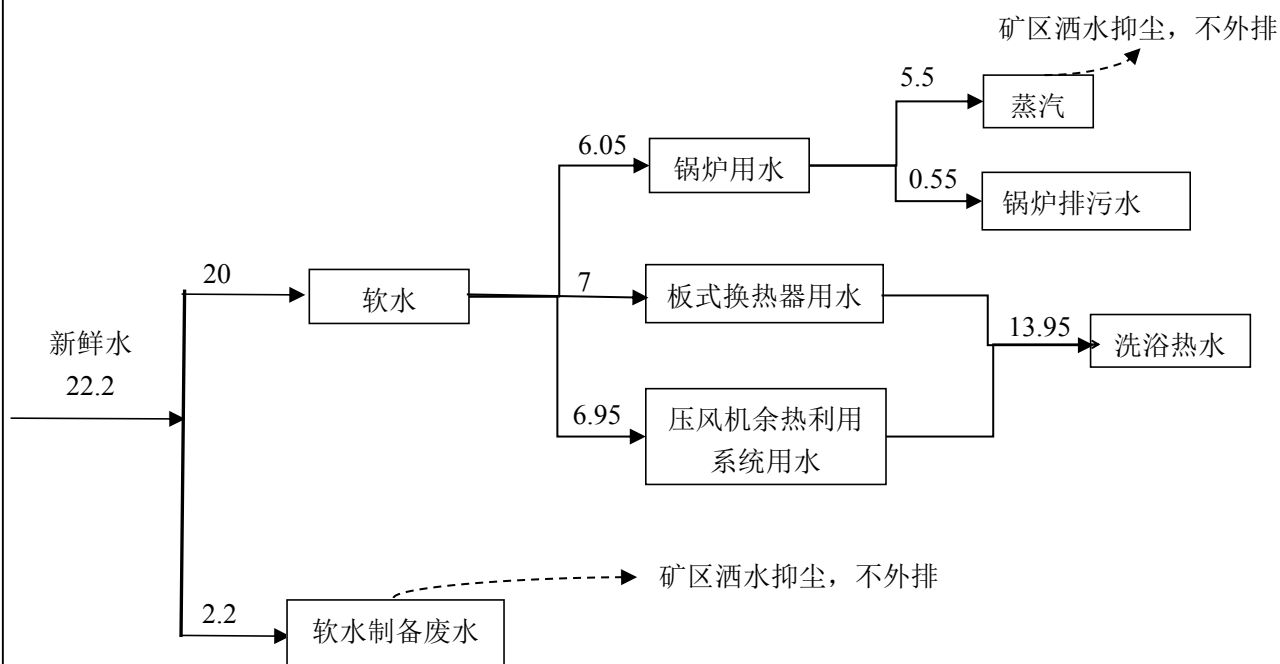 矿区洒水抑尘，不外排
5.5
蒸汽
6.05
锅炉用水
0.55
锅炉排污水
20
软水
7
板式换热器用水
13.95
洗浴热水
新鲜水
22.2
6.95
压风机余热利用
系统用水
矿区洒水抑尘，不外排
2.2
软水制备废水